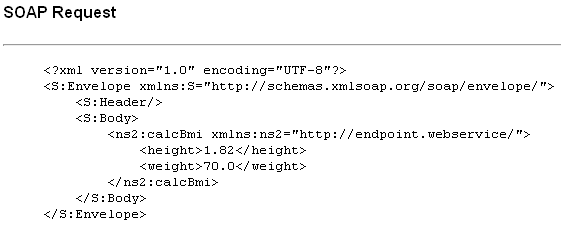 SOAP Request
<?xml version="1.0" encoding="UTF-8"?>
<S:Envelope xmlns:S="http://schemas.xmlsoap.org/soap/envelope/">
<S:Header/>
<S:Body>
<ns2:calcBmi xmlns:ns2="http://endpoint.webservice/">
<height>1.82</height>
<weight>70.0</weight>
</ns2:calcBmi>
</S:Body>
</S:Envelope>